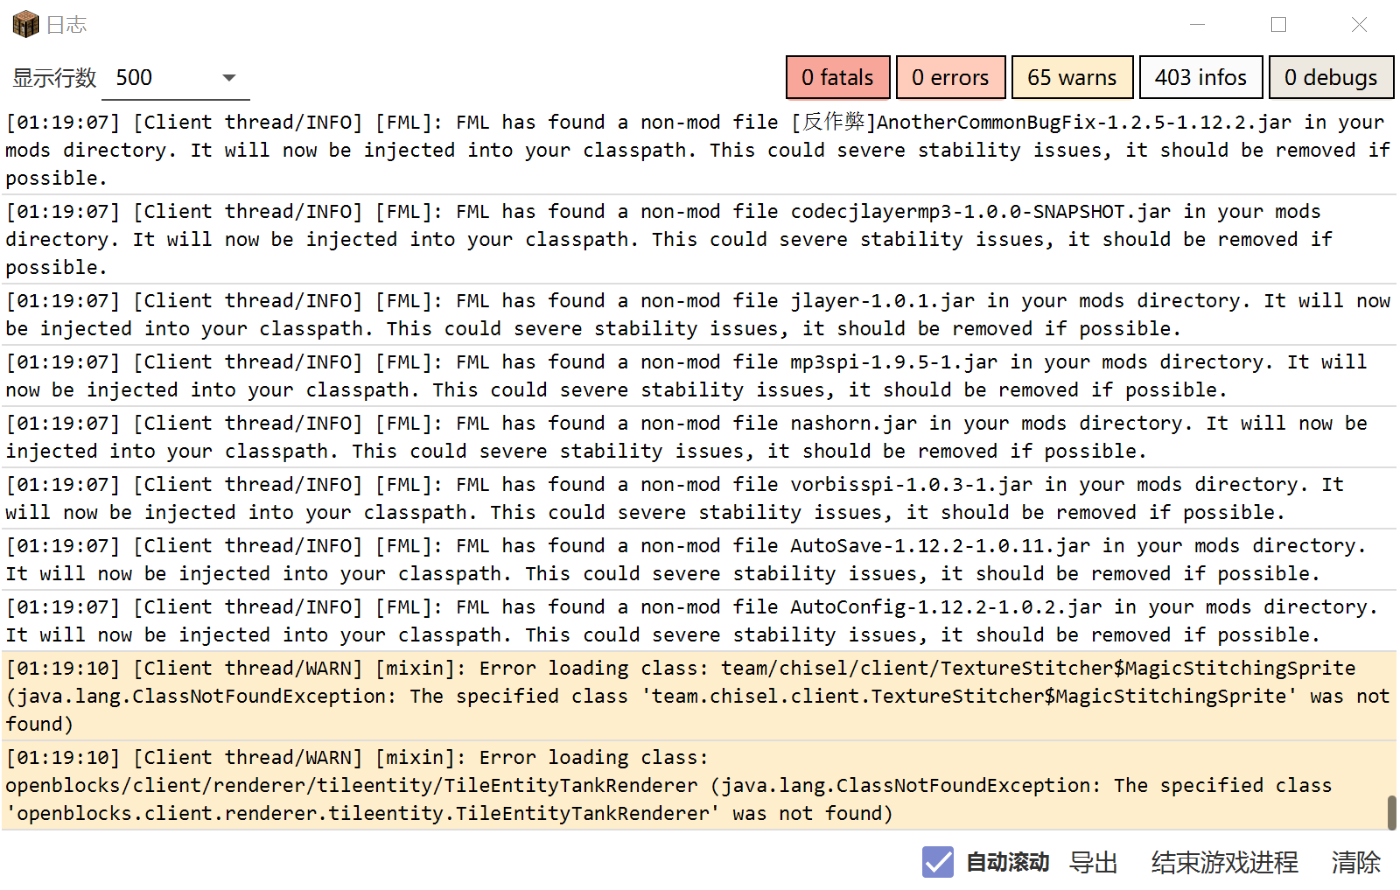 日志
显示行数 500
0 fatals 0 errors 65 warns 403 infos 0 debugs
[01:19:07] [Client thread/INFO] [FML]: FML has found a non-mod file [反作弊]AnotherCommonBugFix-1.2.5-1.12.2.jar in your
mods directory. It will now be injected into your classpath. This could severe stability issues, it should be removed if
possible.
[01:19:07] [Client thread/INFO] [FML]: FML has found a non-mod file codecjlayermp3-1.0.0-SNAPSHOT.jar in your mods
directory. It will now be injected into your classpath. This could severe stability issues, it should be removed if
possible.
[01:19:07] [Client thread/INFO] [FML]: FML has found a non-mod file jlayer-1.0.1.jar in your mods directory. It will now
be injected into your classpath. This could severe stability issues, it should be removed if possible.
[01:19:07] [Client thread/INFO] [FML]: FML has found a non-mod file mp3spi-1.9.5-1.jar in your mods directory. It will
now be injected into your classpath. This could severe stability issues, it should be removed if possible.
[01:19:07] [Client thread/INFO] [FML]: FML has found a non-mod file nashorn.jar in your mods directory. It will now be
injected into your classpath. This could severe stability issues, it should be removed if possible.
[01:19:07] [Client thread/INFO] [FML]: FML has found a non-mod file vorbisspi-1.0.3-1.jar in your mods directory. It
will now be injected into your classpath. This could severe stability issues, it should be removed if possible.
[01:19:07] [Client thread/INFO] [FML]: FML has found a non-mod file AutoSave-1.12.2-1.0.11.jar in your mods directory.
It will now be injected into your classpath. This could severe stability issues, it should be removed if possible.
[01:19:07] [Client thread/INFO] [FML]: FML has found a non-mod file AutoConfig-1.12.2-1.0.2.jar in your mods directory.
It will now be injected into your classpath. This could severe stability issues, it should be removed if possible.
[01:19:10] [Client thread/WARN] [mixin]: Error loading class: team/chisel/client/TextureStitcher$MagicStitchingSprite
(java.lang.ClassNotFoundException: The specified class 'team.chisel.client.TextureStitcher$MagicStitchingSprite' was not
found)
[01:19:10] [Client thread/WARN] [mixin]: Error loading class:
openblocks/client/renderer/tileentity/TileEntityTankRenderer (java.lang.ClassNotFoundException: The specified class
'openblocks.client.renderer.tileentity.TileEntityTankRenderer' was not found)
自动滚动 导出 结束游戏进程 清除